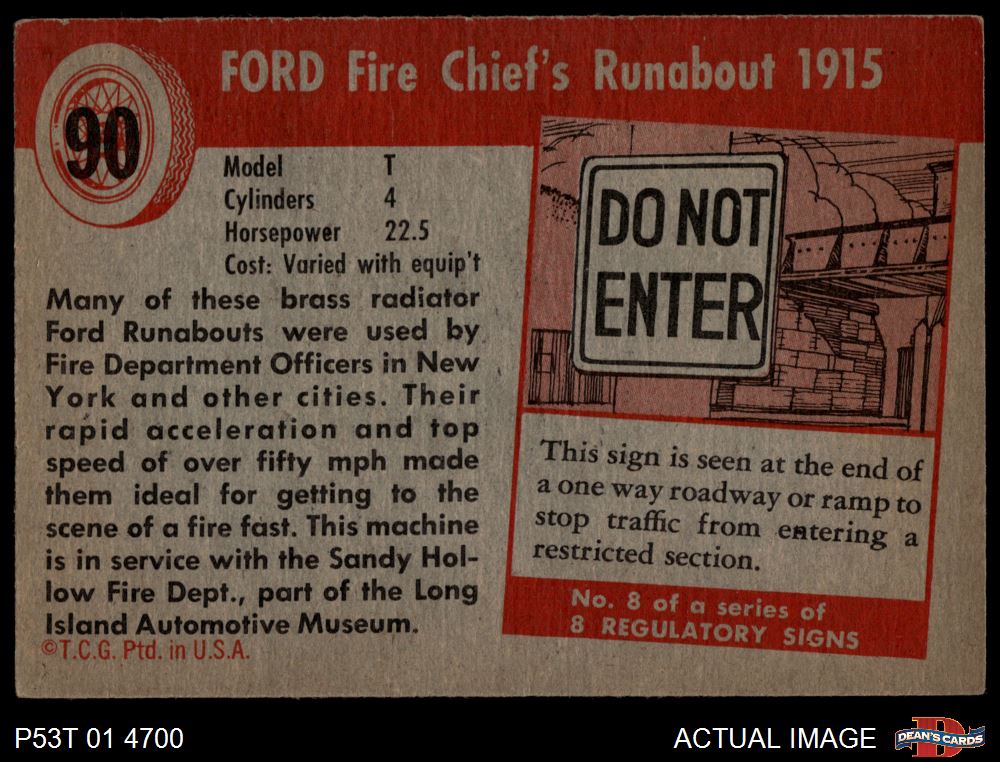 90
FORD Fire Chief's Runabout 1915
Model T
Cylinders 4
Horsepower 22.5
Cost: Varied with equip't
Many of these brass radiator
Ford Runabouts were used by
Fire Department Officers in New
York and other cities. Their
rapid acceleration and top
speed of over fifty mph made
them ideal for getting to the
scene of a fire fast. This machine
is in service with the Sandy Hol-
low Fire Dept., part of the Long
Island Automotive Museum.
©T.C.G. Ptd. in U.S.A.
DO NOT
ENTER
This sign is seen at the end of
a one way roadway or ramp to
stop traffic from entering a
restricted section.
No. 8 of a series of
8 REGULATORY SIGNS
P53T 01 4700
ACTUAL IMAGE
DEAN'S CARDS